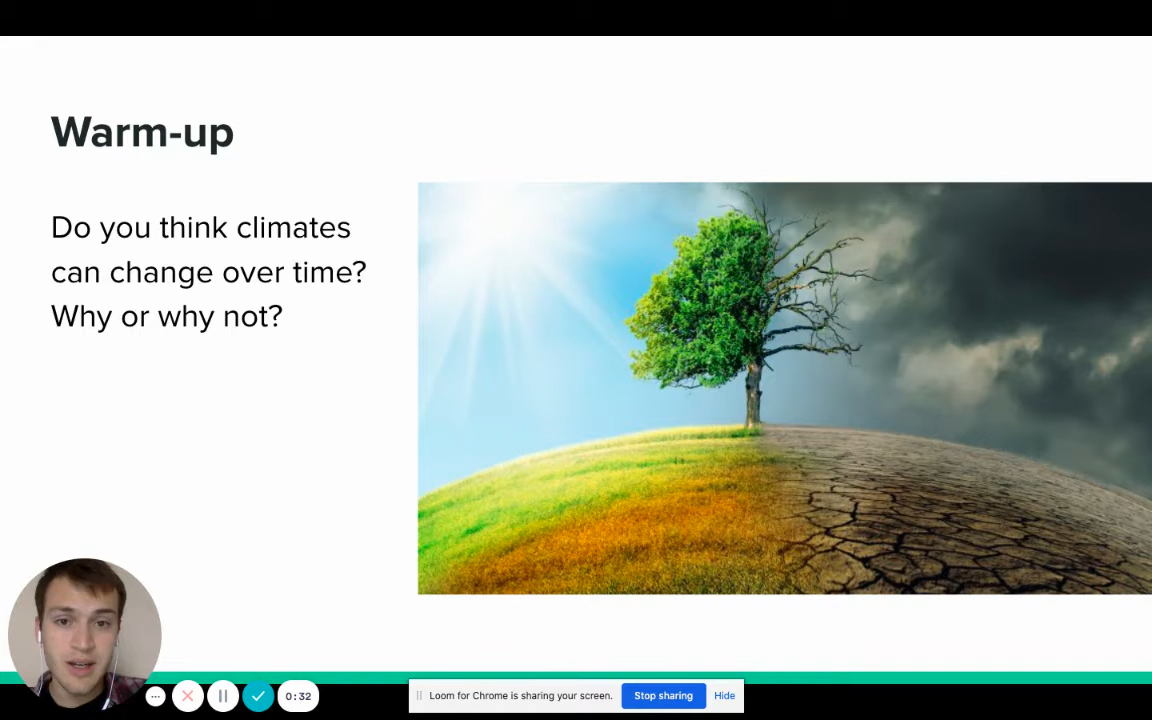 Warm-up
Do you think climates
can change over time?
Why or why not?
0:32
Loom for Chrome is sharing your screen.
Stop sharing
Hide